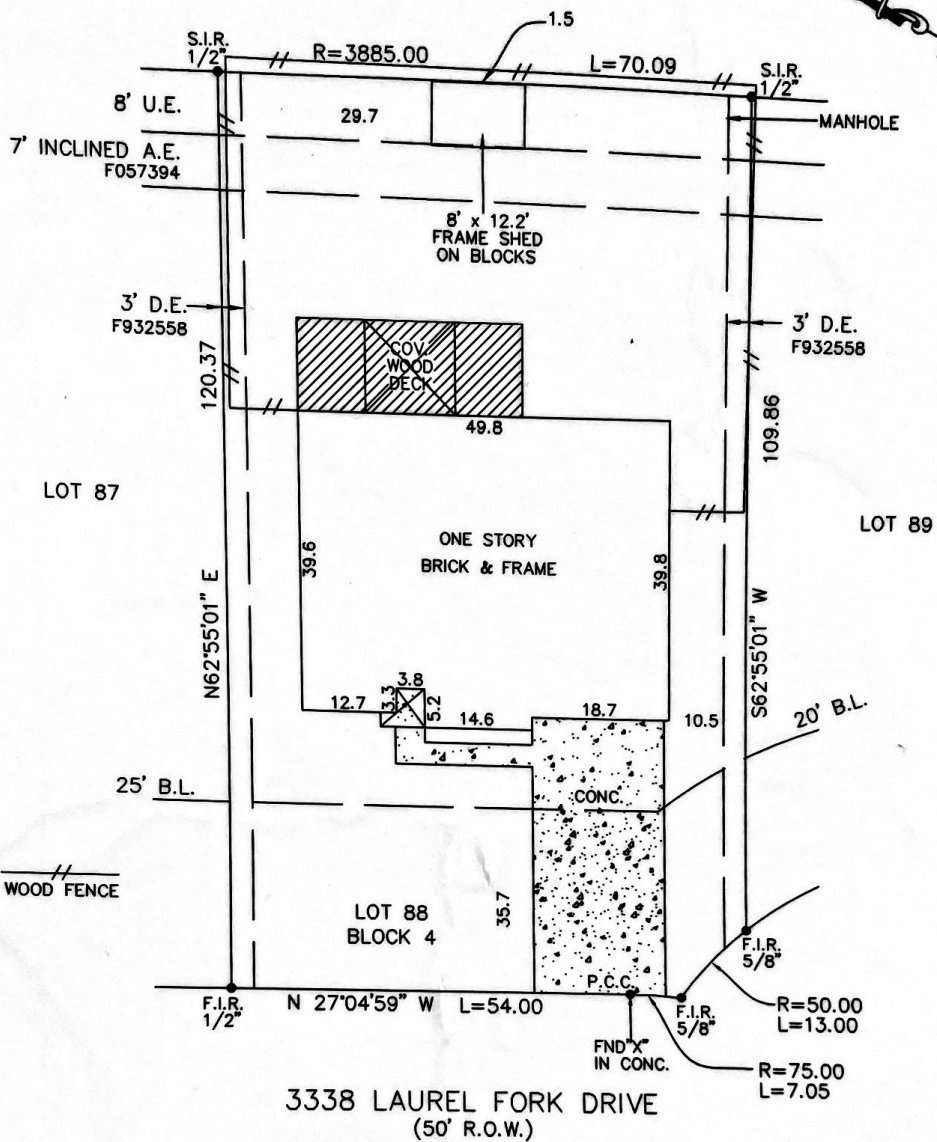 1.5
S.I.R.
1/2"
R=3885.00
L=70.09
S.I.R.
1/2"
8' U.E.
29.7
MANHOLE
7' INCLINED A.E.
F057394
8' x 12.2'
FRAME SHED
ON BLOCKS
3' D.E.
F932558
3' D.E.
F932558
COV.
WOOD
DECK
120.37
49.8
109.86
LOT 87
LOT 89
ONE STORY
BRICK & FRAME
39.6
39.8
N62°55'01" E
S62°55'01" W
3.8
3.3
5.2
12.7
14.6
18.7
10.5
20' B.L.
25' B.L.
CONC.
WOOD FENCE
LOT 88
BLOCK 4
35.7
P.C.C.
F.I.R.
5/8"
F.I.R.
1/2"
N 27°04'59" W L=54.00
F.I.R.
5/8"
R=50.00
L=13.00
FND"X"
IN CONC.
R=75.00
L=7.05
3338 LAUREL FORK DRIVE
(50' R.O.W.)